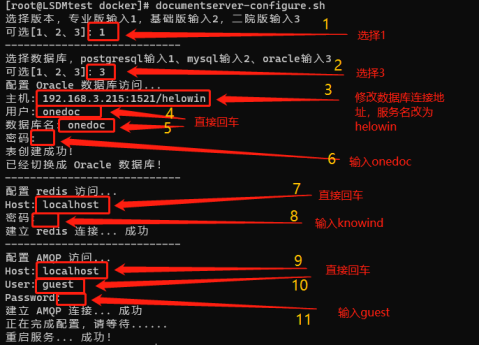 [root@LSDMtest docker]# documentserver-configure.sh
选择版本，专业版输入1，基础版输入2，二院版输入3
可选[1、2、3]: 1
1
选择1
----------------------------
选择数据库，postgresql输入1、mysql输入2、oracle输入3
可选[1、2、3]: 3
2
选择3
配置 Oracle 数据库访问...
主机: 192.168.3.215:1521/helowin
3
修改数据库连接地址，服务名改为helowin
用户: onedoc
4
数据库名: onedoc
5
直接回车
密码:
6
输入onedoc
表创建成功！
已经切换成 Oracle 数据库！
----------------------------
配置 redis 访问...
Host: localhost
7
直接回车
密码
8
输入knowind
建立 redis 连接... 成功
----------------------------
配置 AMQP 访问...
Host: localhost
9
直接回车
User: guest
10
Password:
11
输入guest
建立 AMQP 连接... 成功
正在完成配置，请等待......
重启服务... 成功！